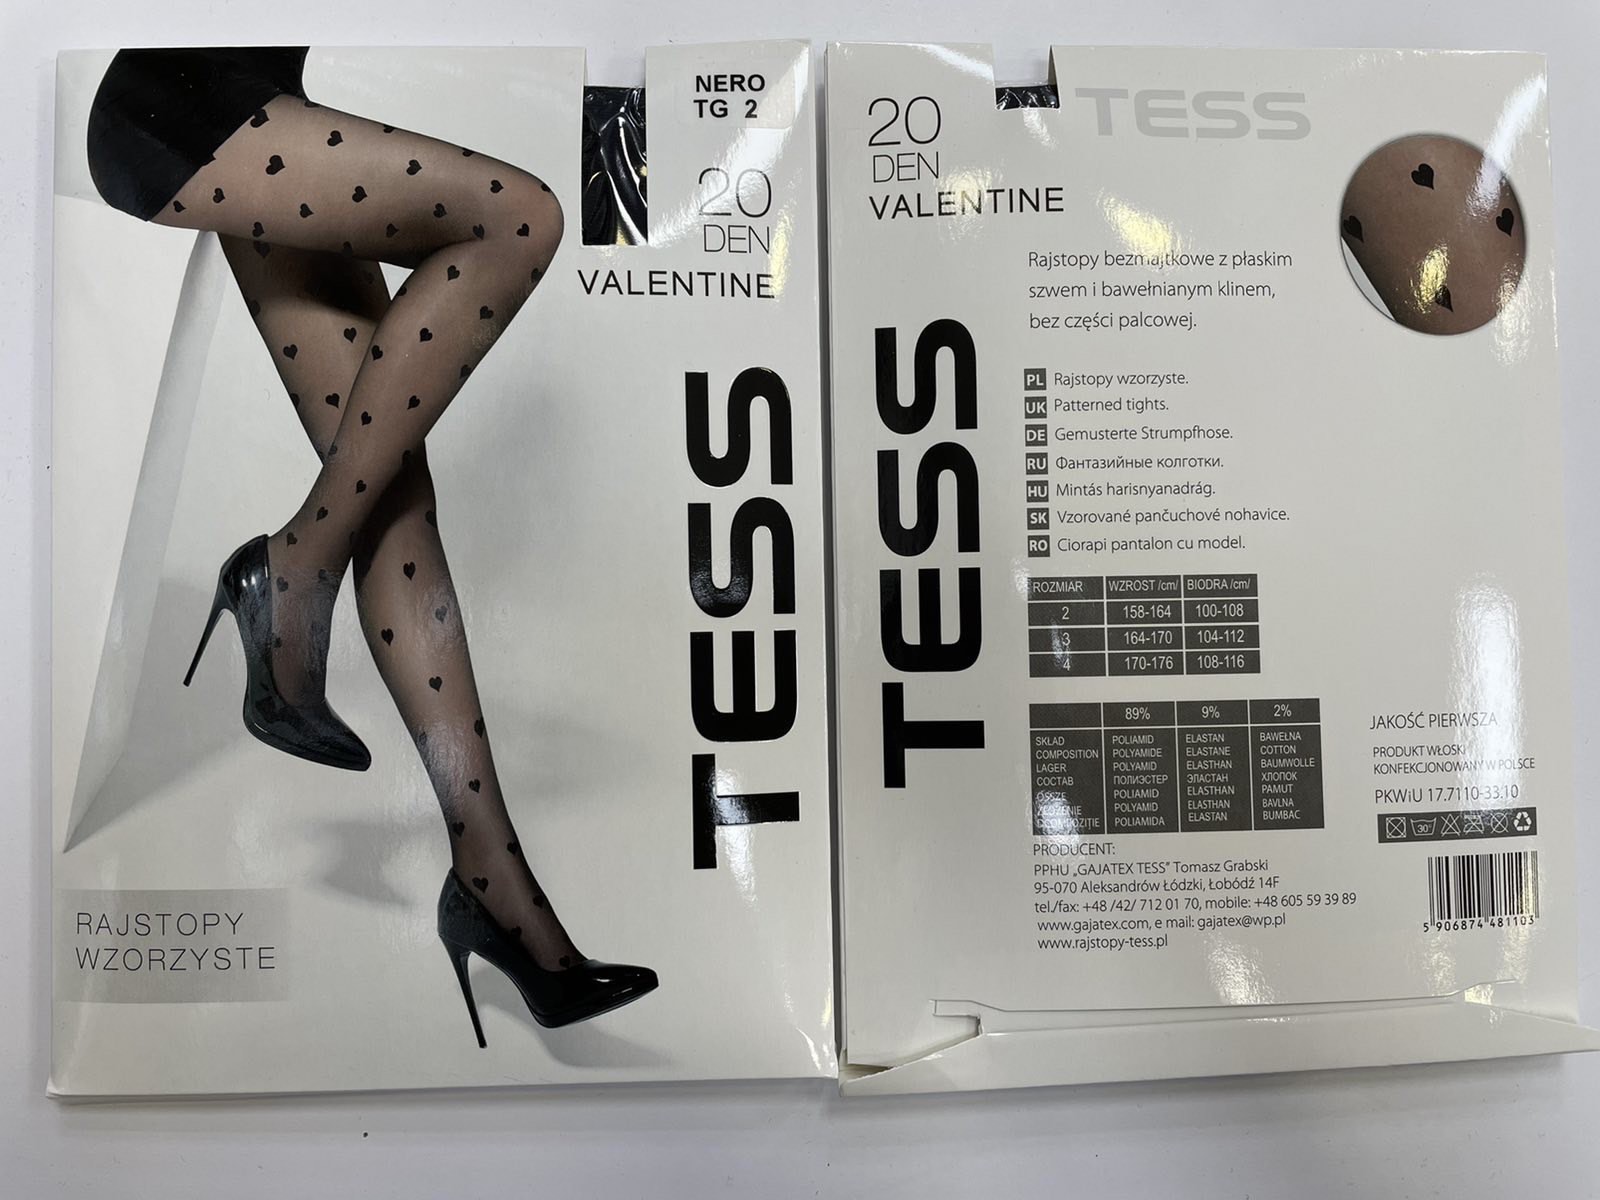 NERO
TG 2
20
DEN
VALENTINE
TESS
RAJSTOPY
WZORZYSTE
20
DEN
VALENTINE
TESS
TESS
Rajstopy bezmajtkowe z płaskim
szwem i bawełnianym klinem,
bez części palcowej.
PL Rajstopy wzorzyste.
UK Patterned tights.
DE Gemusterte Strumpfhose.
RU Фантазийные колготки.
HU Mintás harisnyanadrág.
SK Vzorované pančuchové nohavice.
RO Ciorapi pantalon cu model.
ROZMIAR WZROST /cm/ BIODRA /cm/
2 158-164 100-108
3 164-170 104-112
4 170-176 108-116
89% 9% 2%
SKŁAD POLIAMID ELASTAN BAWEŁNA
COMPOSITION POLYAMIDE ELASTANE COTTON
LAGER POLYAMID ELASTHAN BAUMWOLLE
СОСТАВ ПОЛИЭСТЕР ЭЛАСТАН ХЛОПОК
POLIAMID ELASTHAN PAMUT
POLYAMID ELASTHAN BAVLNA
POLIAMIDA ELASTAN BUMBAC
JAKOŚĆ PIERWSZA
PRODUKT WŁOSKI
KONFEKCJONOWANY W POLSCE
PKWiU 17.7110-33.10
30°
PRODUCENT:
PPHU „GAJATEX TESS" Tomasz Grabski
95-070 Aleksandrów Łódzki, Łobódź 14F
tel./fax: +48 /42/ 712 01 70, mobile: +48 605 59 39 89
www.gajatex.com, e mail: gajatex@wp.pl
www.rajstopy-tess.pl
5 906874 481103